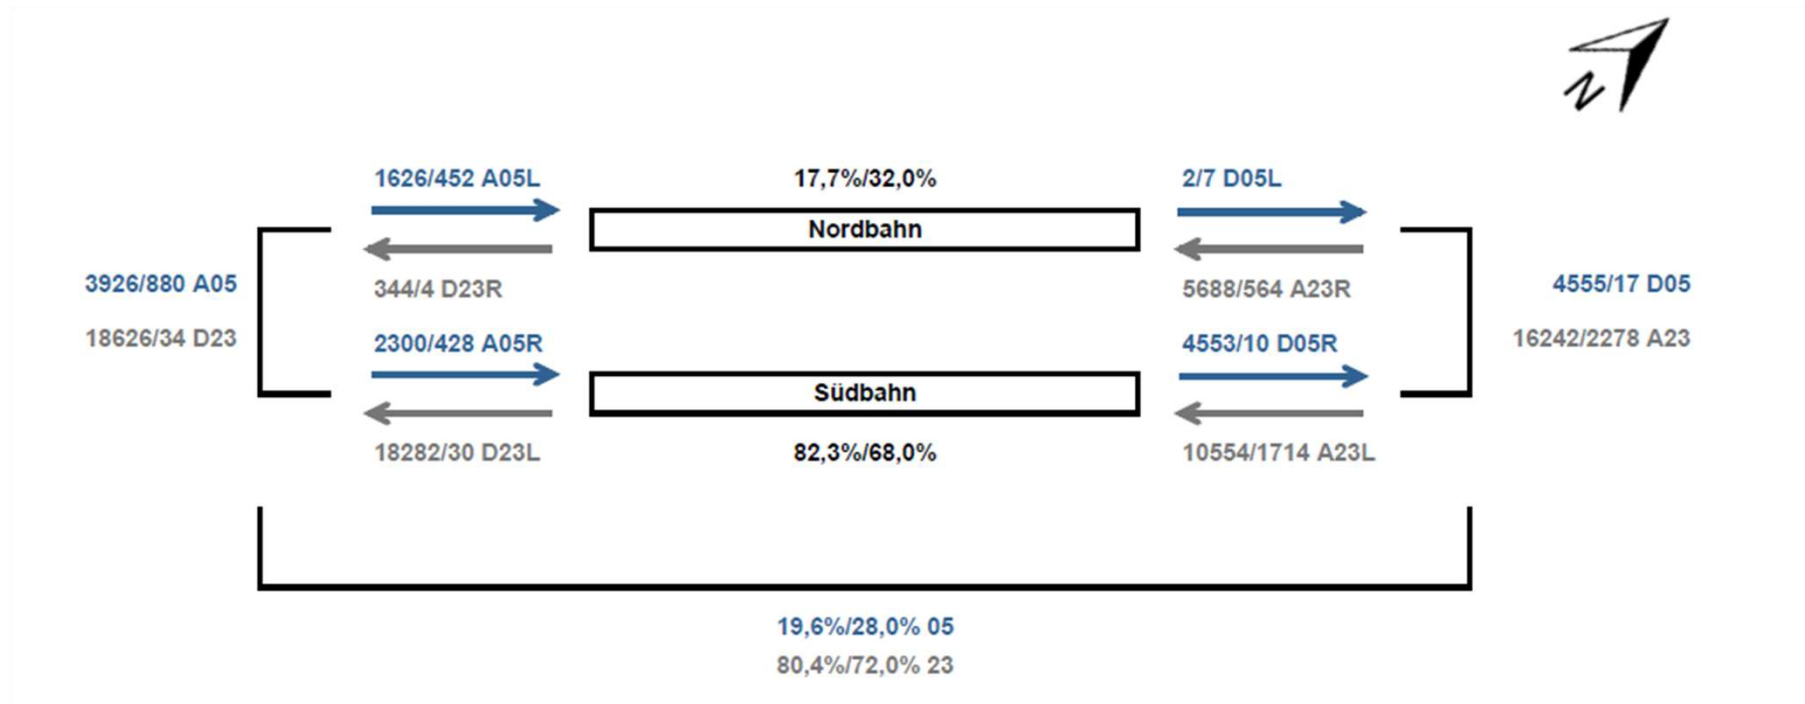 N
1626/452 A05L
17,7%/32,0%
2/7 D05L
Nordbahn
344/4 D23R
5688/564 A23R
3926/880 A05
18626/34 D23
4555/17 D05
16242/2278 A23
2300/428 A05R
4553/10 D05R
Südbahn
18282/30 D23L
82,3%/68,0%
10554/1714 A23L
19,6%/28,0% 05
80,4%/72,0% 23